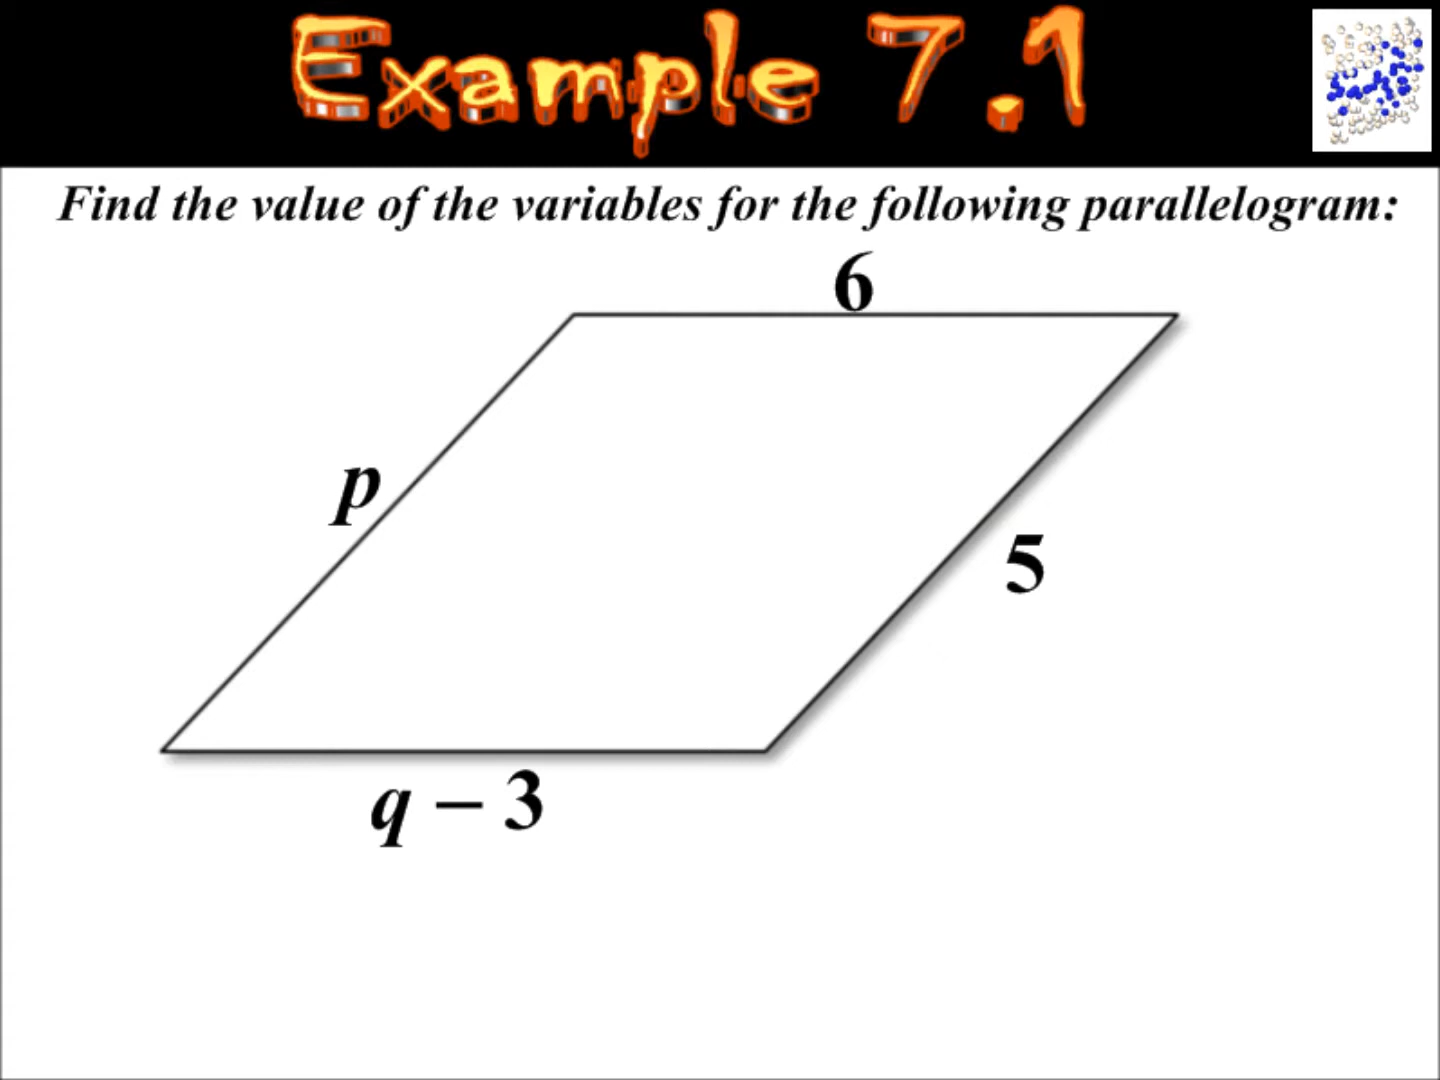 Example 7.1
Find the value of the variables for the following parallelogram:
6
p
5
q – 3